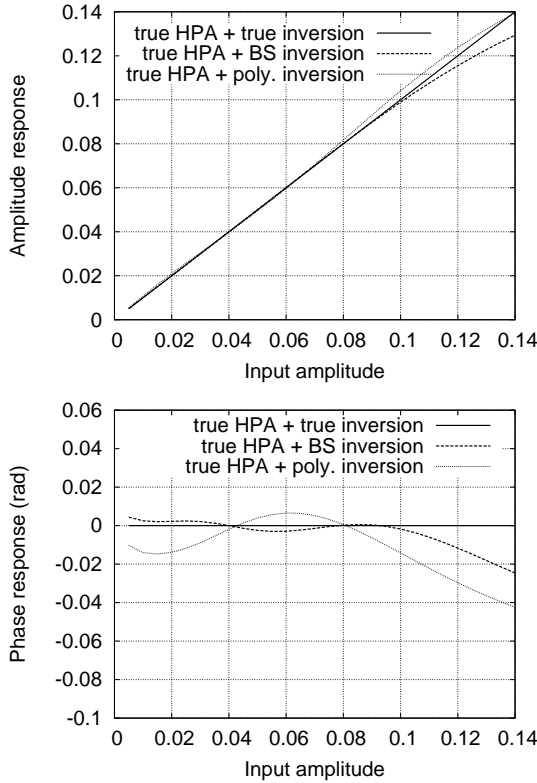 0.14
0.12
0.1
0.08
0.06
0.04
0.02
0
Amplitude response
true HPA + true inversion
true HPA + BS inversion
true HPA + poly. inversion
0 0.02 0.04 0.06 0.08 0.1 0.12 0.14
Input amplitude
0.06
0.04
0.02
0
-0.02
-0.04
-0.06
-0.08
-0.1
Phase response (rad)
true HPA + true inversion
true HPA + BS inversion
true HPA + poly. inversion
0 0.02 0.04 0.06 0.08 0.1 0.12 0.14
Input amplitude